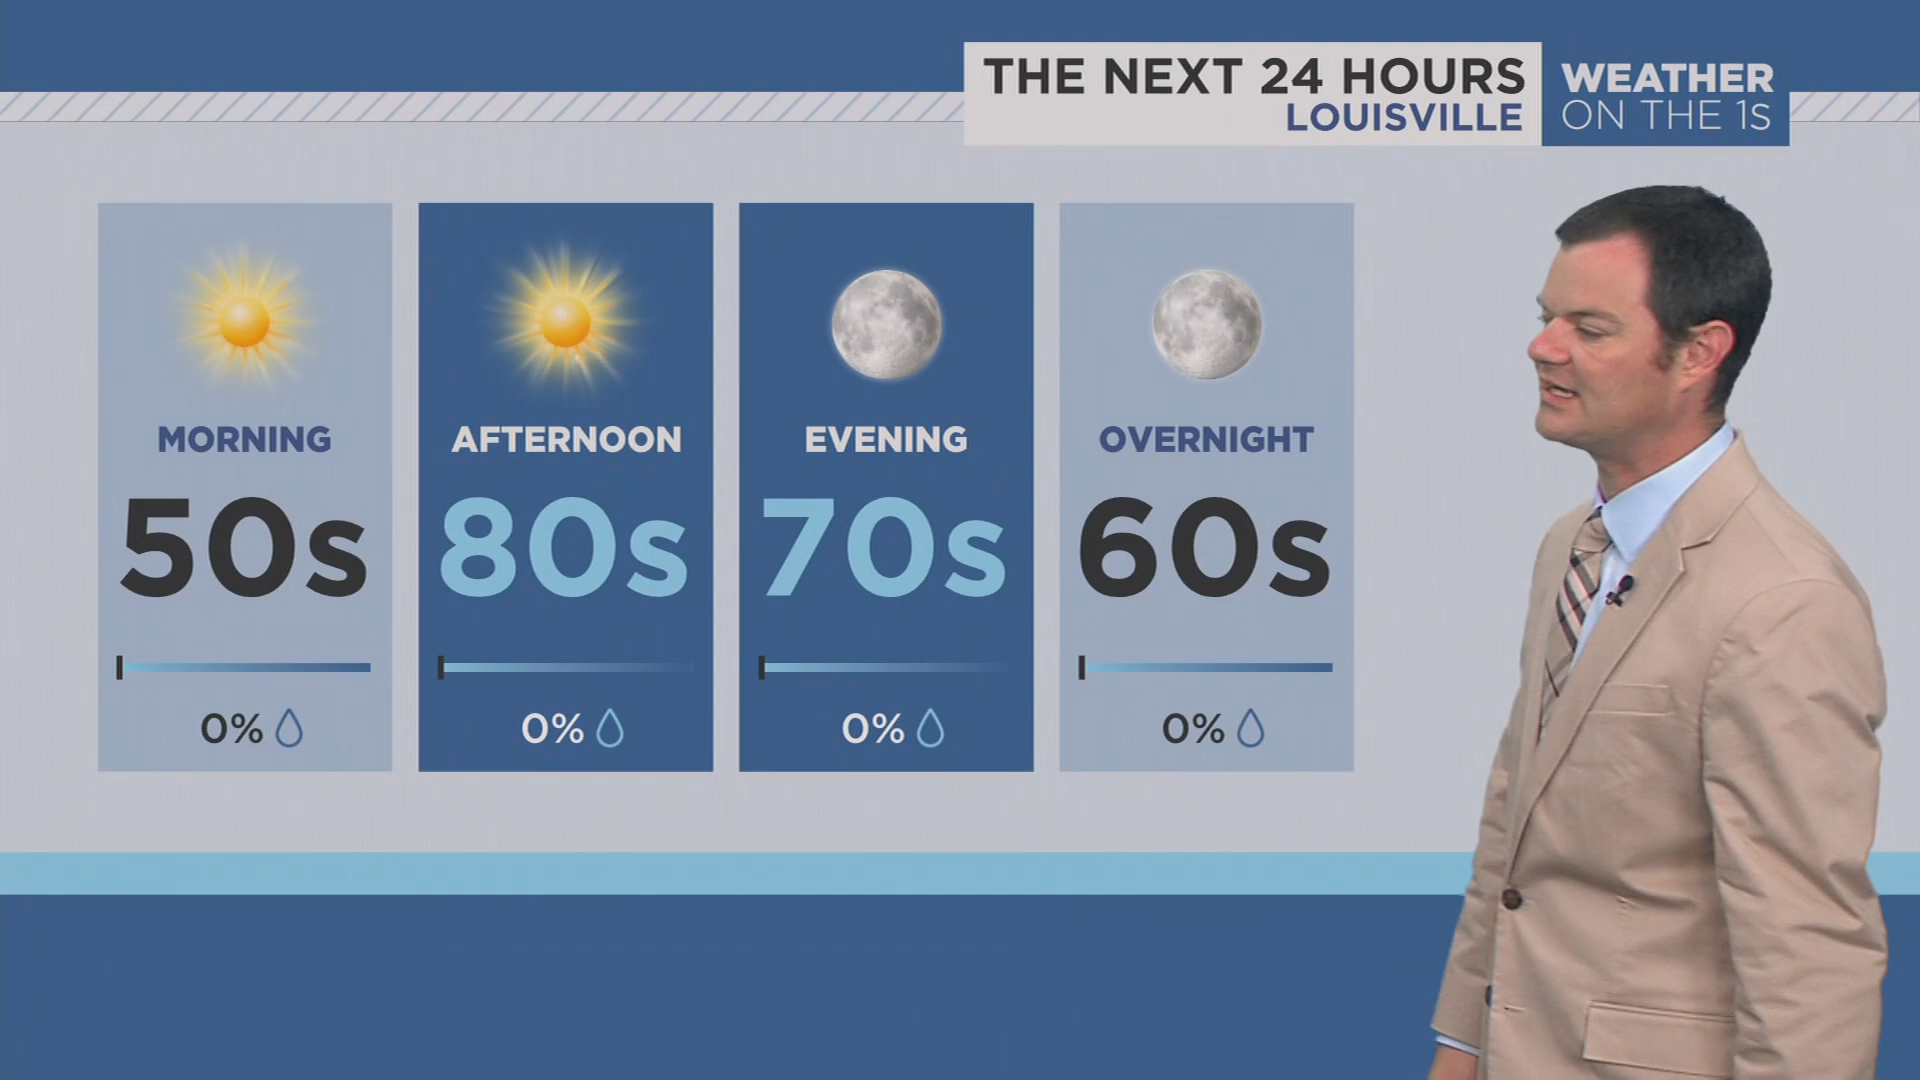 THE NEXT 24 HOURS
LOUISVILLE
WEATHER
ON THE 1s
MORNING
50s
0%
AFTERNOON
80s
0%
EVENING
70s
0%
OVERNIGHT
60s
0%